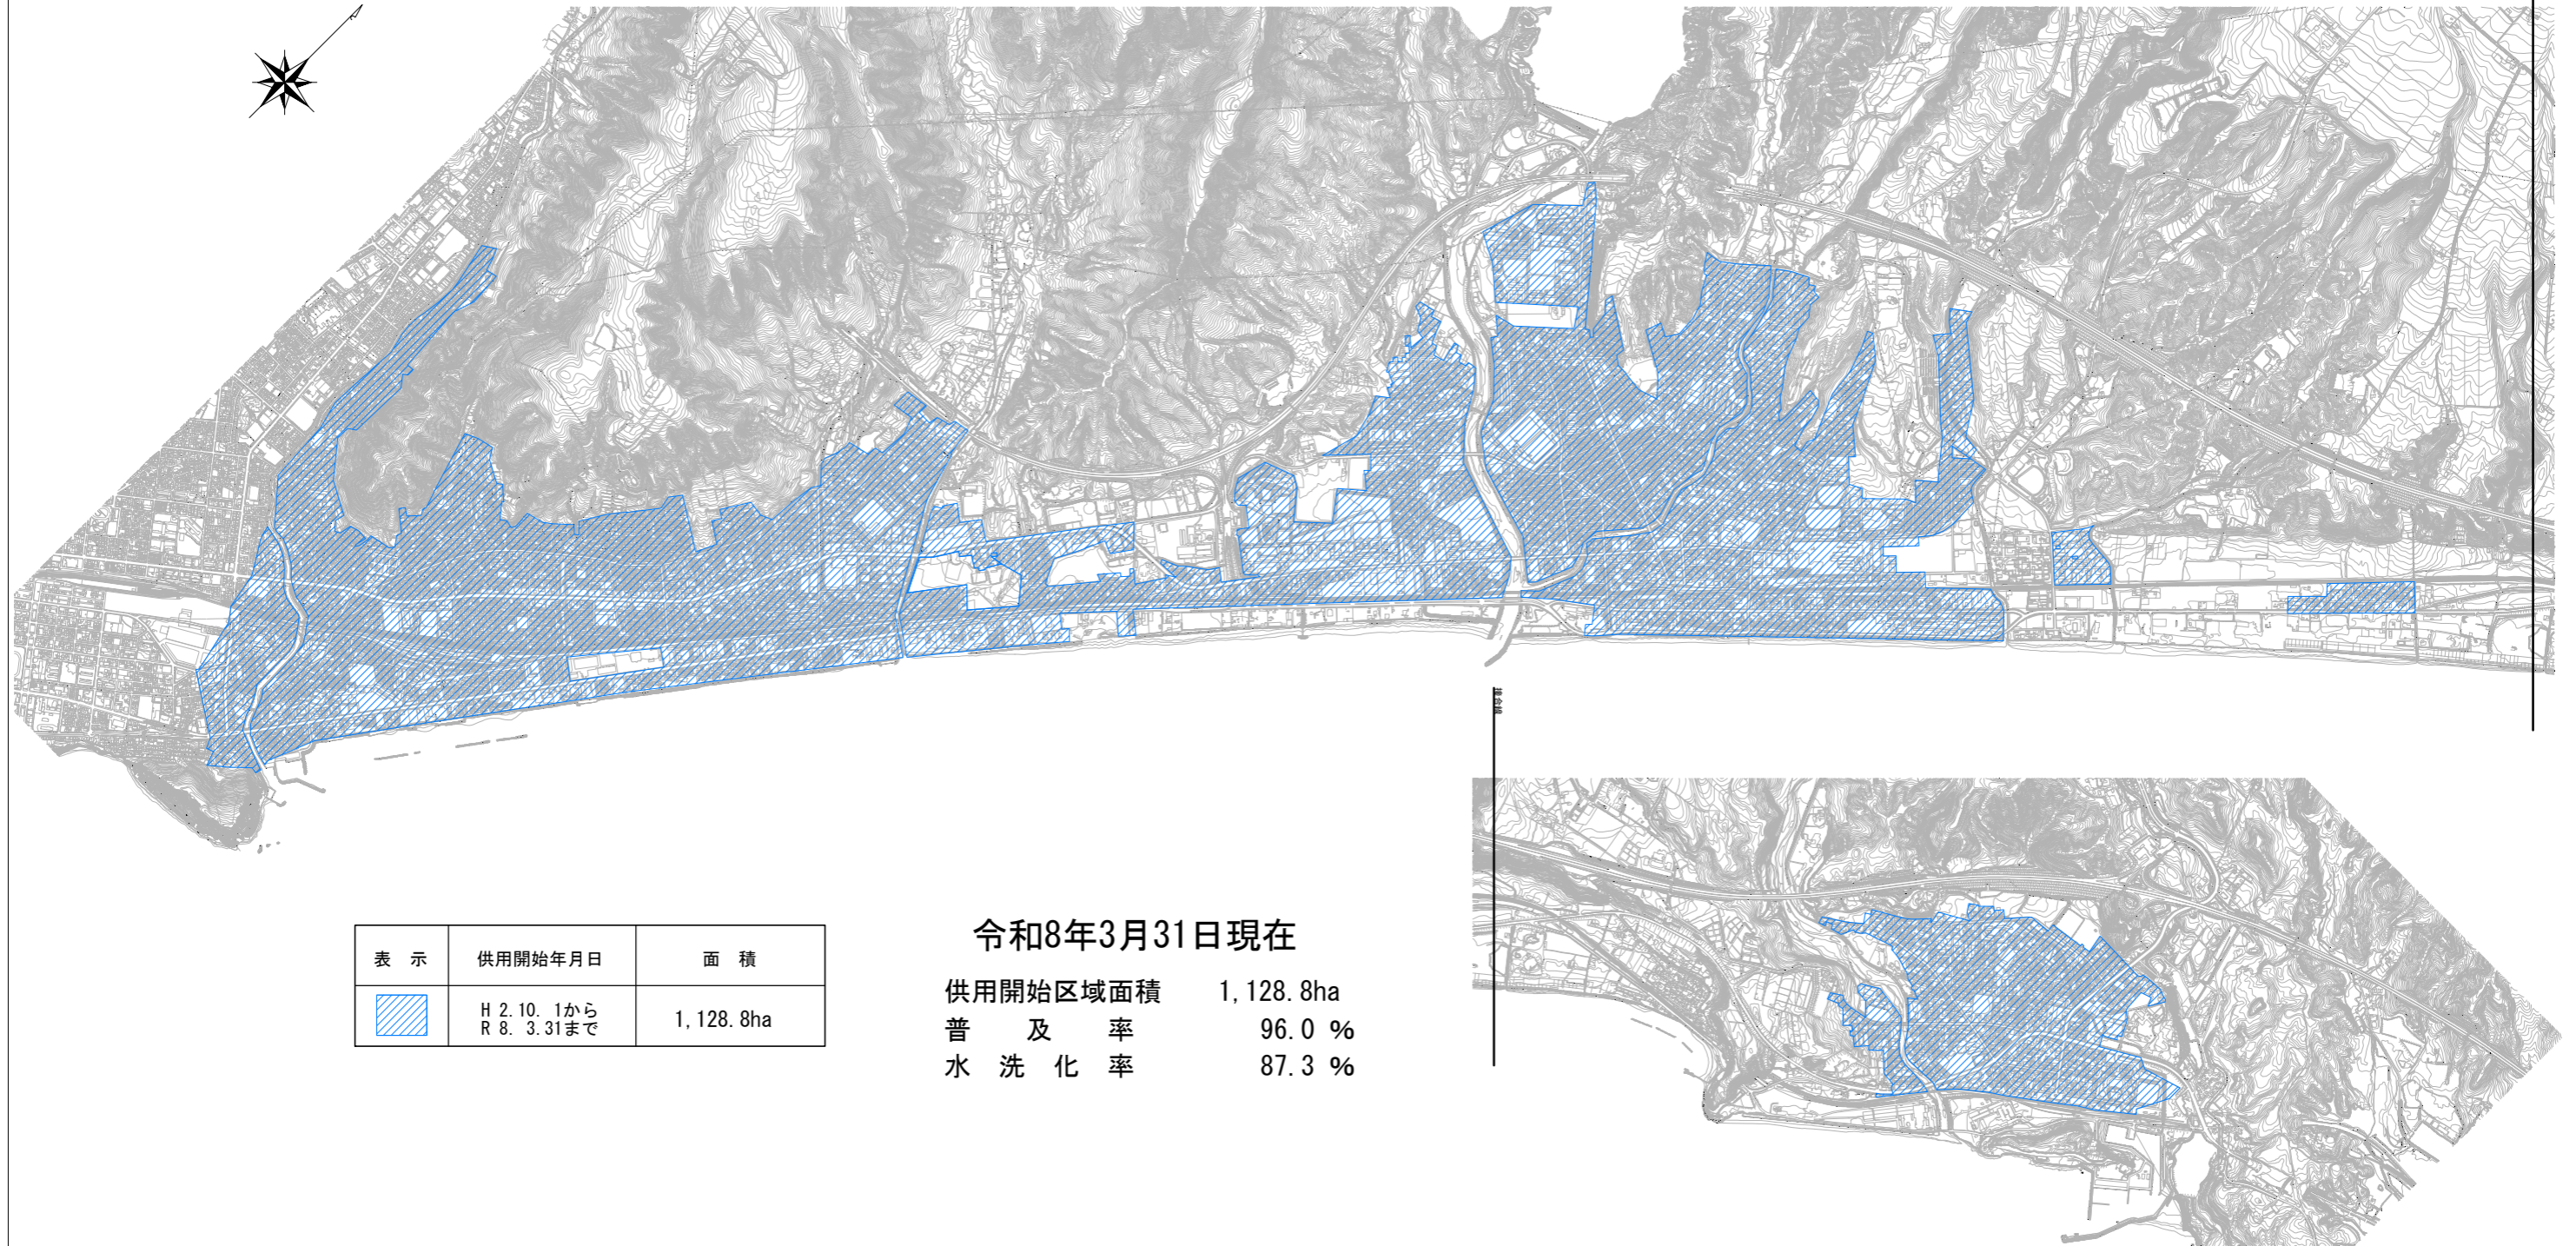 接合線
表 示 供用開始年月日 面 積
H 2.10. 1から
R 8. 3.31まで
1,128.8ha
令和8年3月31日現在
供用開始区域面積 1,128.8ha
普 及 率 96.0 %
水 洗 化 率 87.3 %